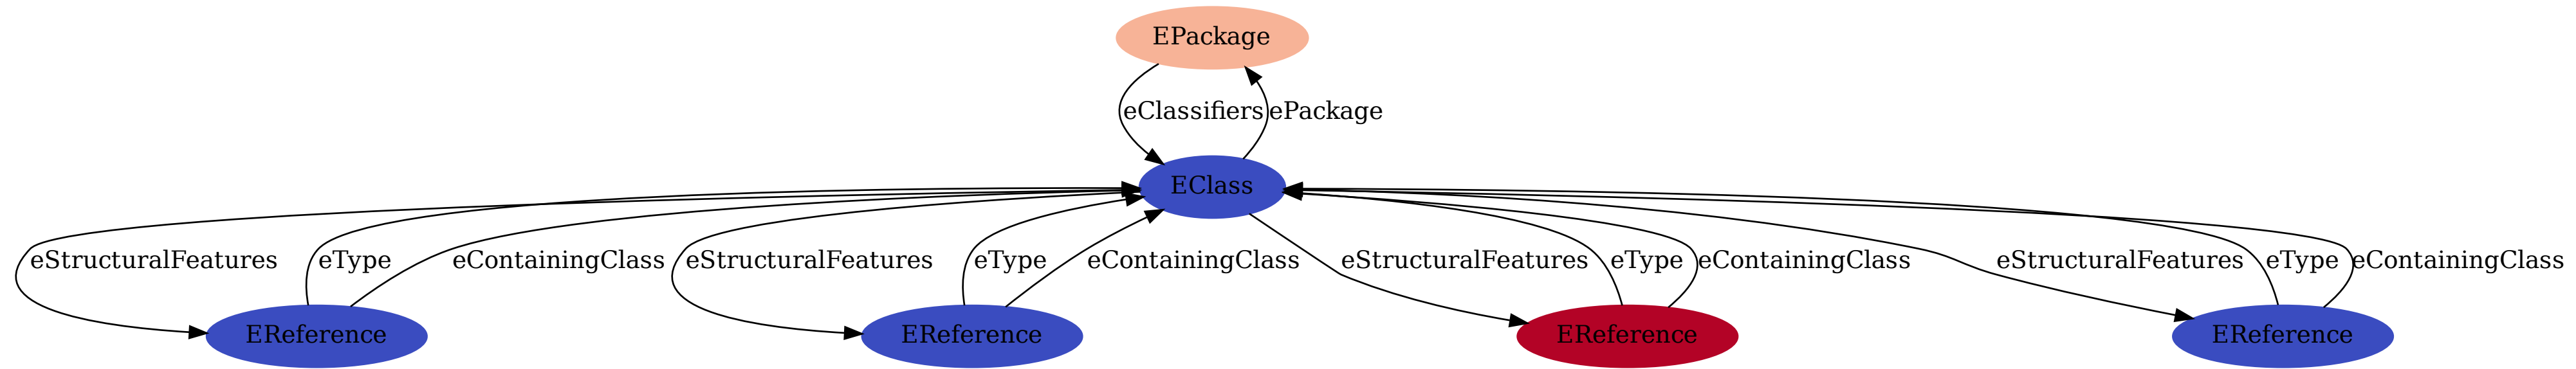 EPackage
eClassifiers ePackage
EClass
eStructuralFeatures eType eContainingClass eStructuralFeatures eType eContainingClass eStructuralFeatures eType eContainingClass eStructuralFeatures eType eContainingClass
EReference EReference EReference EReference